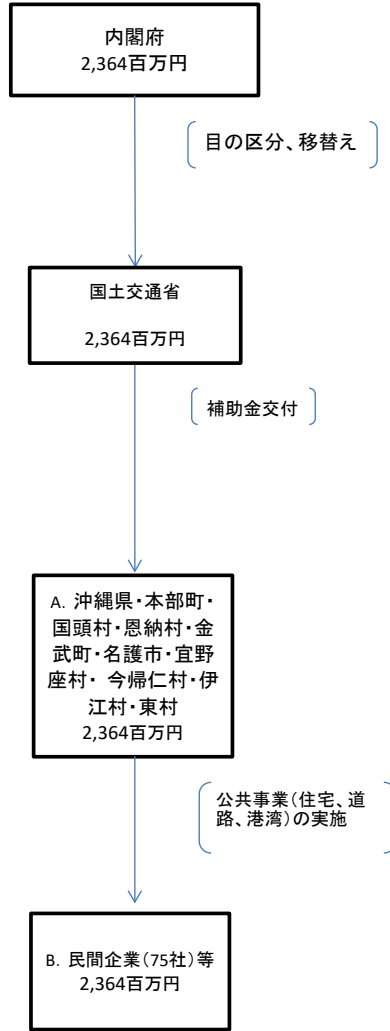 内閣府
2,364百万円
目の区分、移替え
国土交通省
2,364百万円
補助金交付
A. 沖縄県・本部町・
国頭村・恩納村・金
武町・名護市・宜野
座村・ 今帰仁村・伊
江村・東村
2,364百万円
公共事業（住宅、道
路、港湾）の実施
B. 民間企業（75社）等
2,364百万円